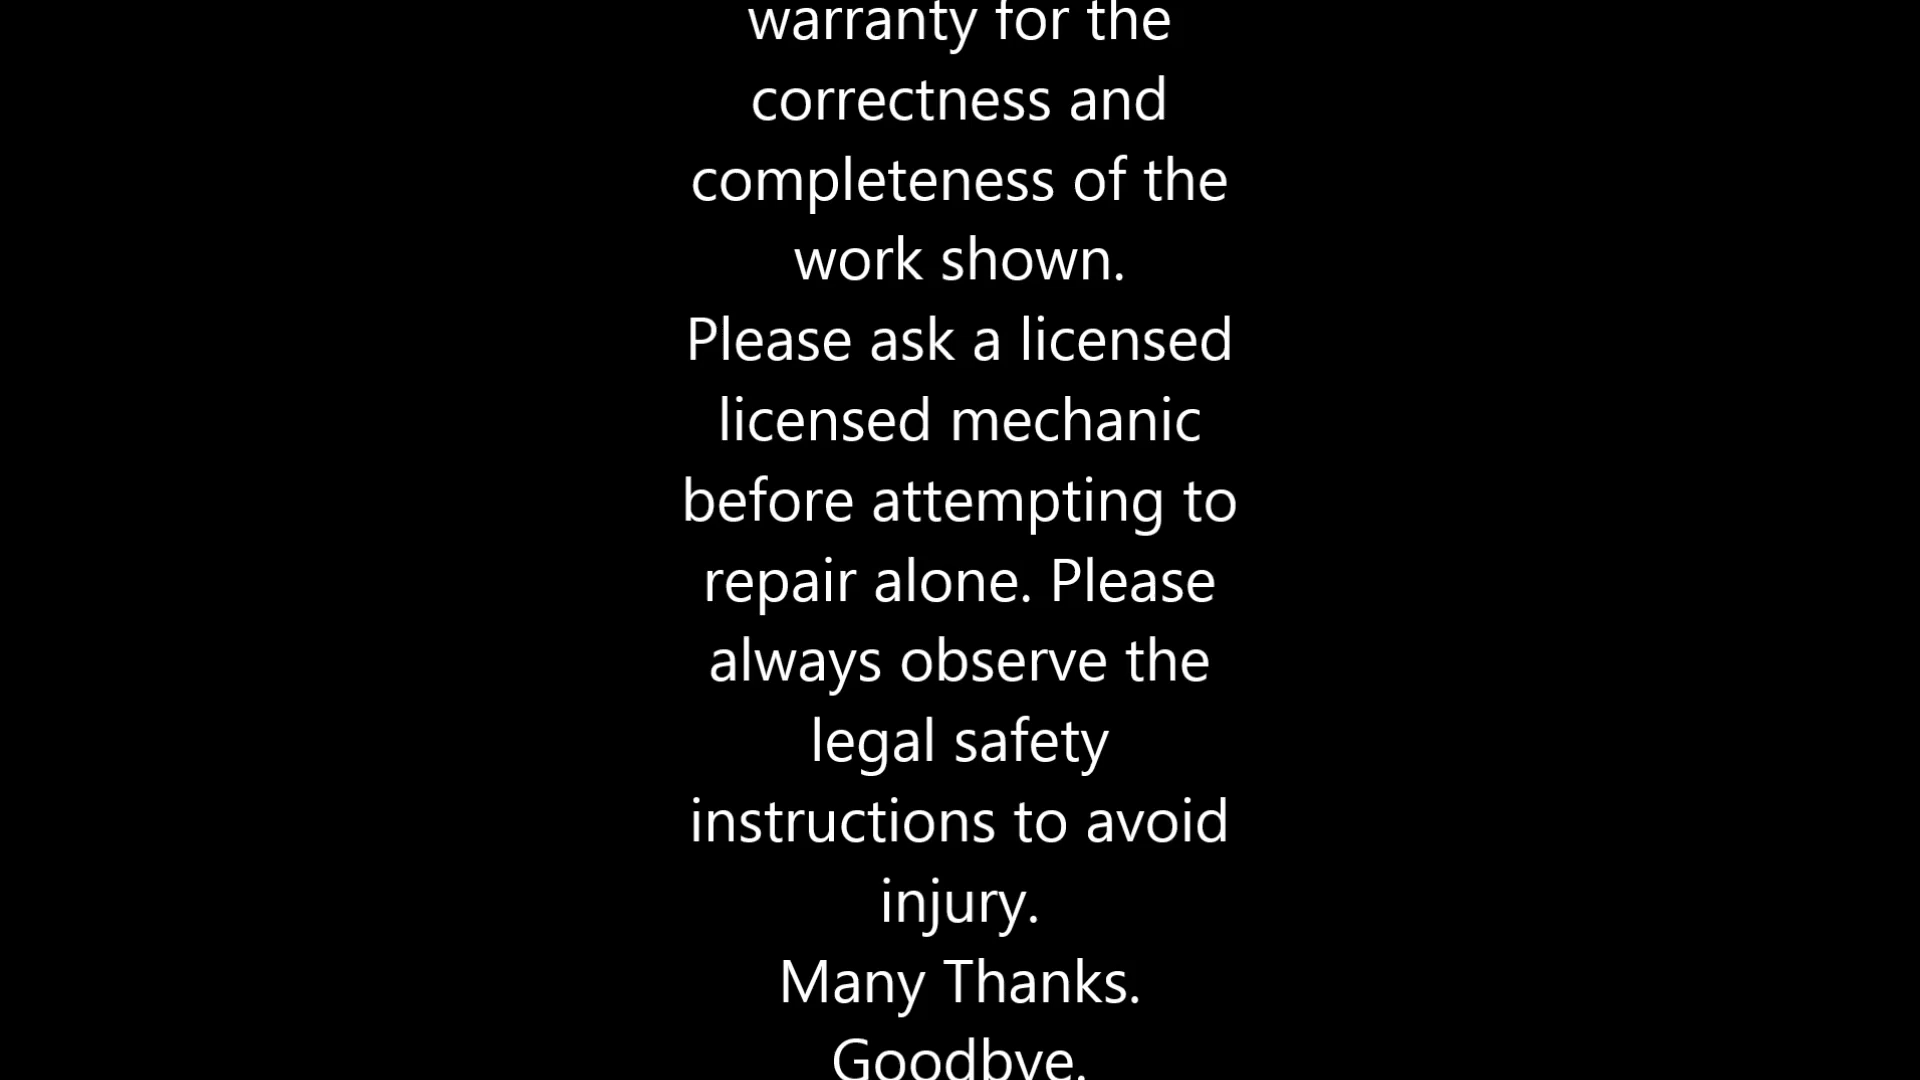 warranty for the
correctness and
completeness of the
work shown.
Please ask a licensed
licensed mechanic
before attempting to
repair alone. Please
always observe the
legal safety
instructions to avoid
injury.
Many Thanks.
Goodbye.